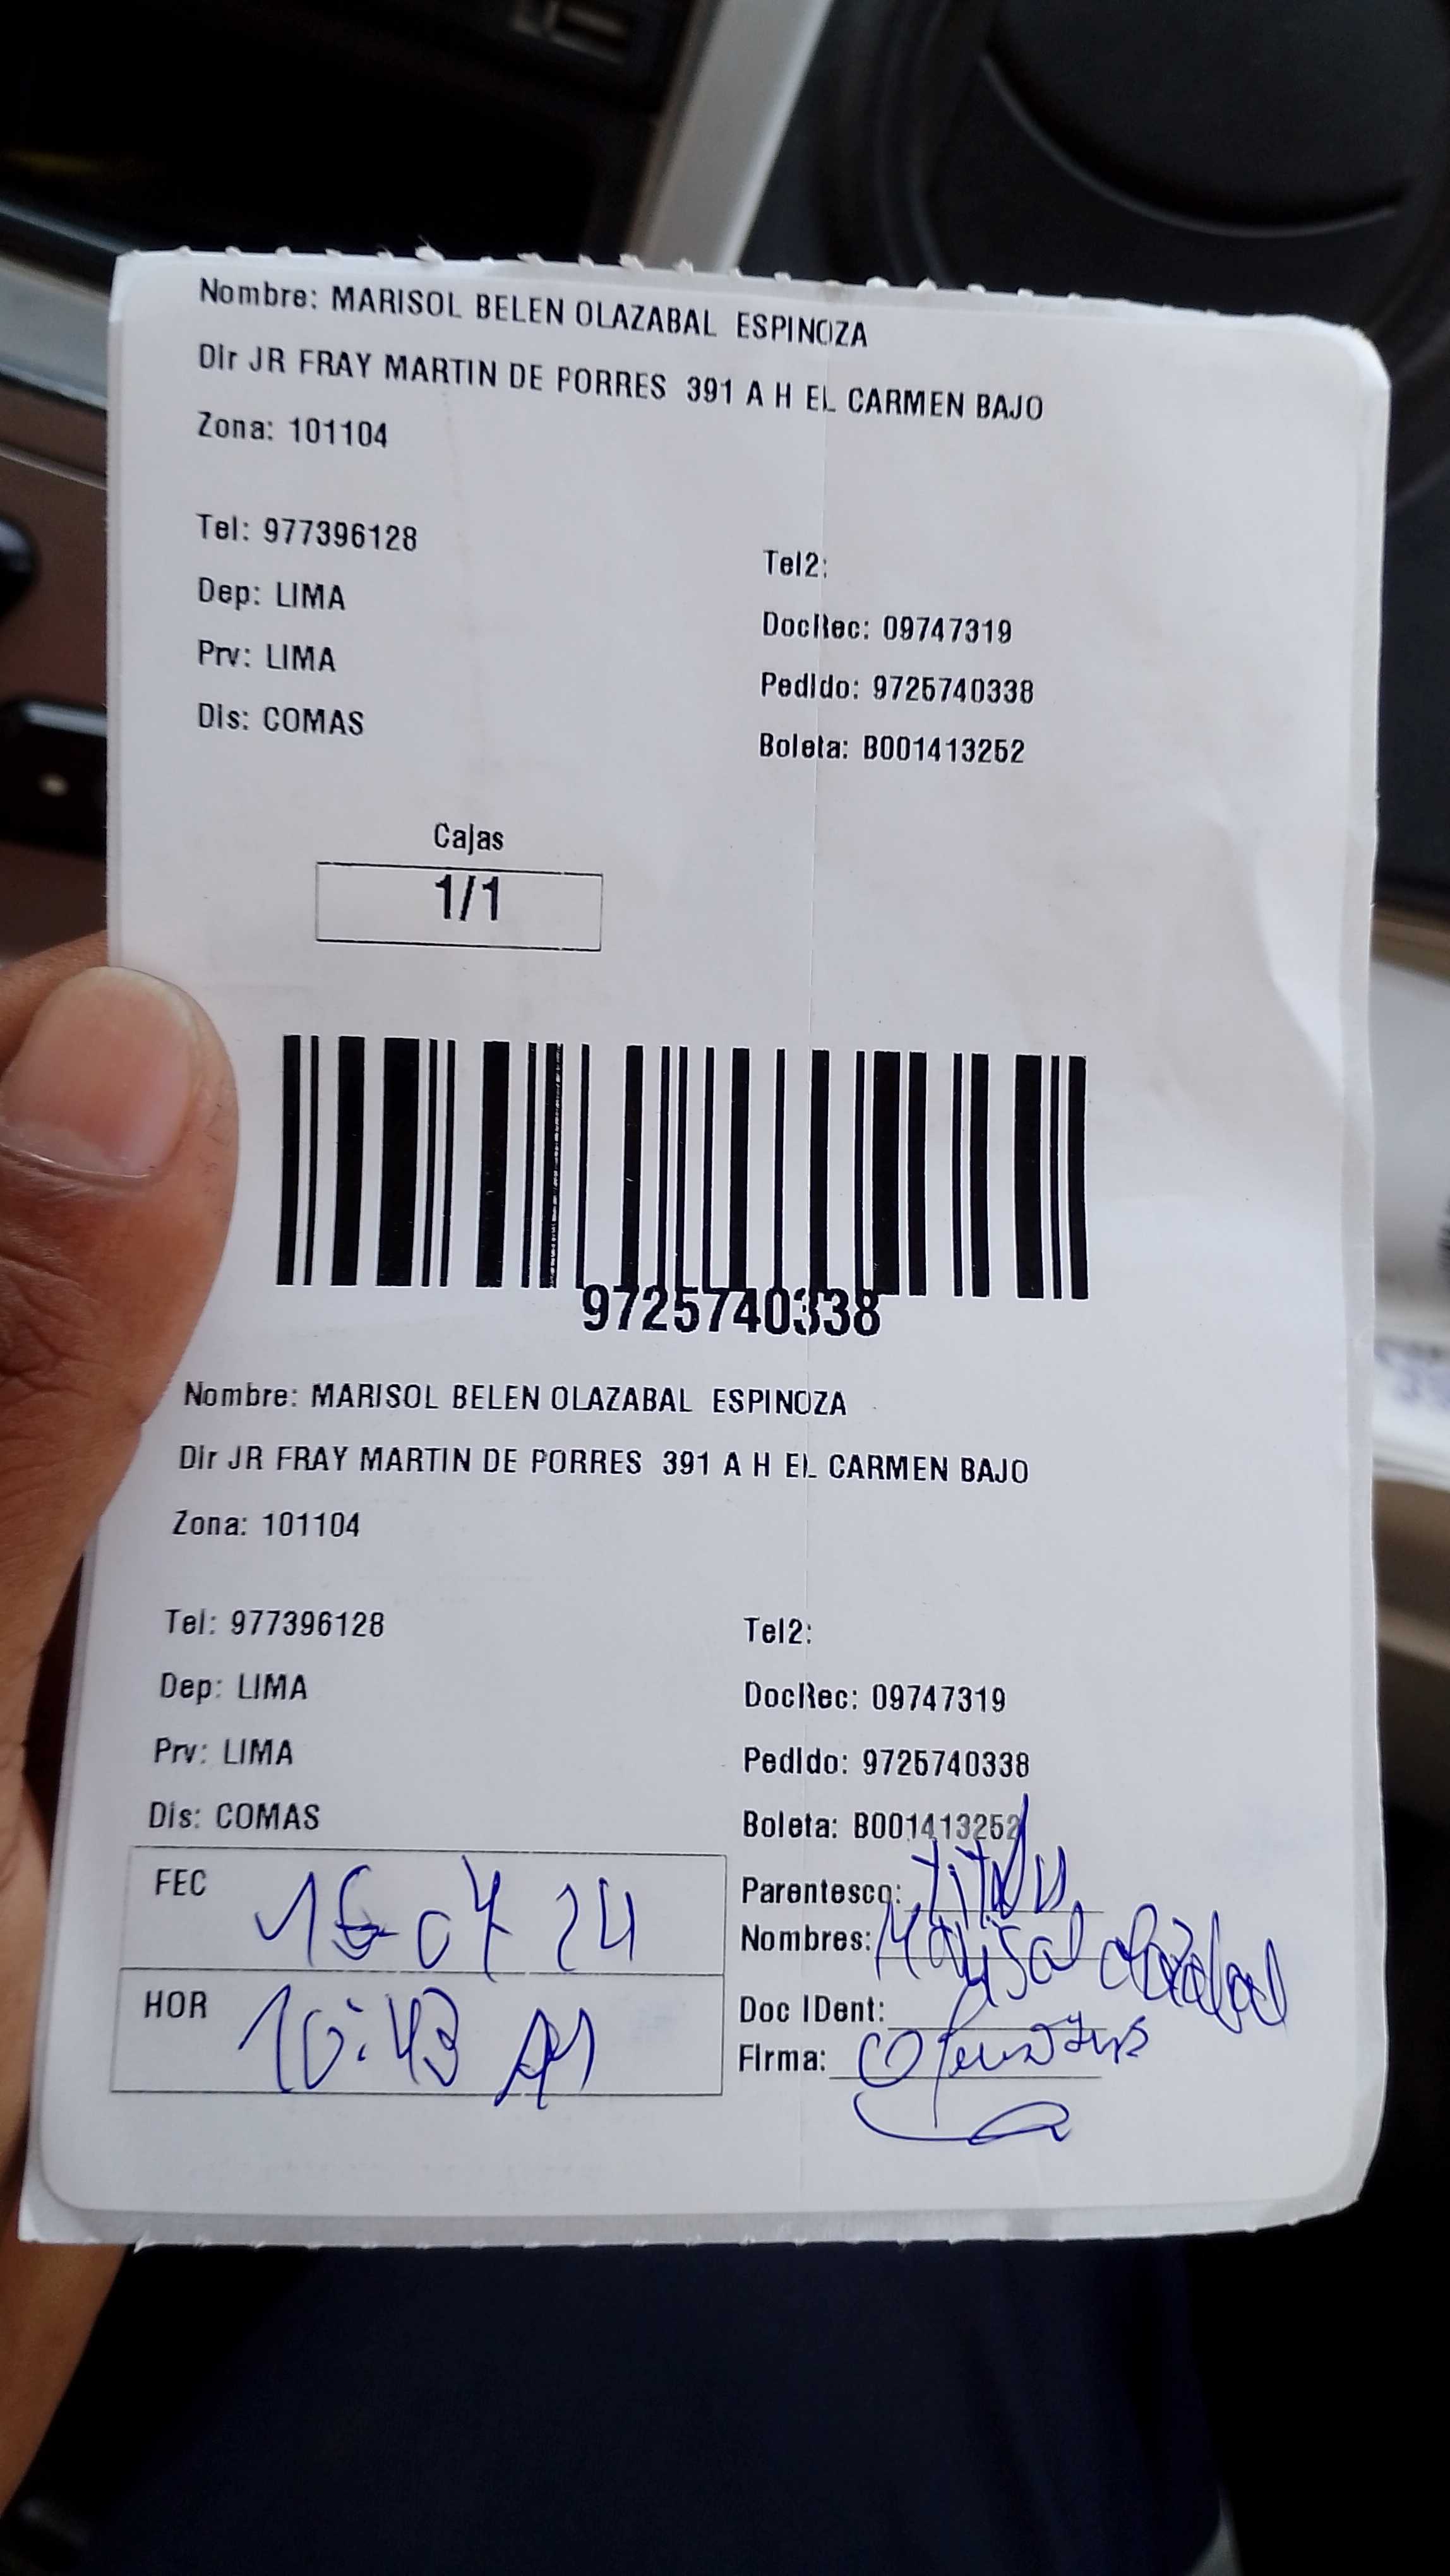 Nombre: MARISOL BELEN OLAZABAL ESPINOZA
Dir JR FRAY MARTIN DE PORRES 391 A H EL CARMEN BAJO
Zona: 101104
Tel: 977396128
Tel2:
Dep: LIMA
DocRec: 09747319
Prv: LIMA
Pedido: 9725740338
Dis: COMAS
Boleta: B001413252
Cajas
1/1
9725740338
Nombre: MARISOL BELEN OLAZABAL ESPINOZA
Dir JR FRAY MARTIN DE PORRES 391 A H EL CARMEN BAJO
Zona: 101104
Tel: 977396128
Tel2:
Dep: LIMA
DocRec: 09747319
Prv: LIMA
Pedido: 9725740338
Dis: COMAS
Boleta: B001413252
FEC 04 24
Parentesco:
Nombres: Marisol Olazabal
HOR 10:43 AM
Doc IDent:
Firma: